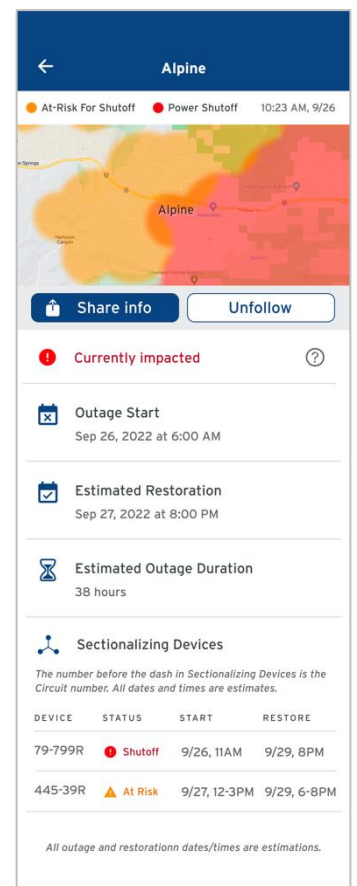 Alpine
At-Risk For Shutoff Power Shutoff 10:23 AM, 9/26
Alpine
Harbison
Canyon
Share info Unfollow
Currently impacted
Outage Start
Sep 26, 2022 at 6:00 AM
Estimated Restoration
Sep 27, 2022 at 8:00 PM
Estimated Outage Duration
38 hours
Sectionalizing Devices
The number before the dash in Sectionalizing Devices is the
Circuit number. All dates and times are estimates.
DEVICE STATUS START RESTORE
79-799R Shutoff 9/26, 11AM 9/29, 8PM
445-39R At Risk 9/27, 12-3PM 9/29, 6-8PM
All outage and restorationn dates/times are estimations.